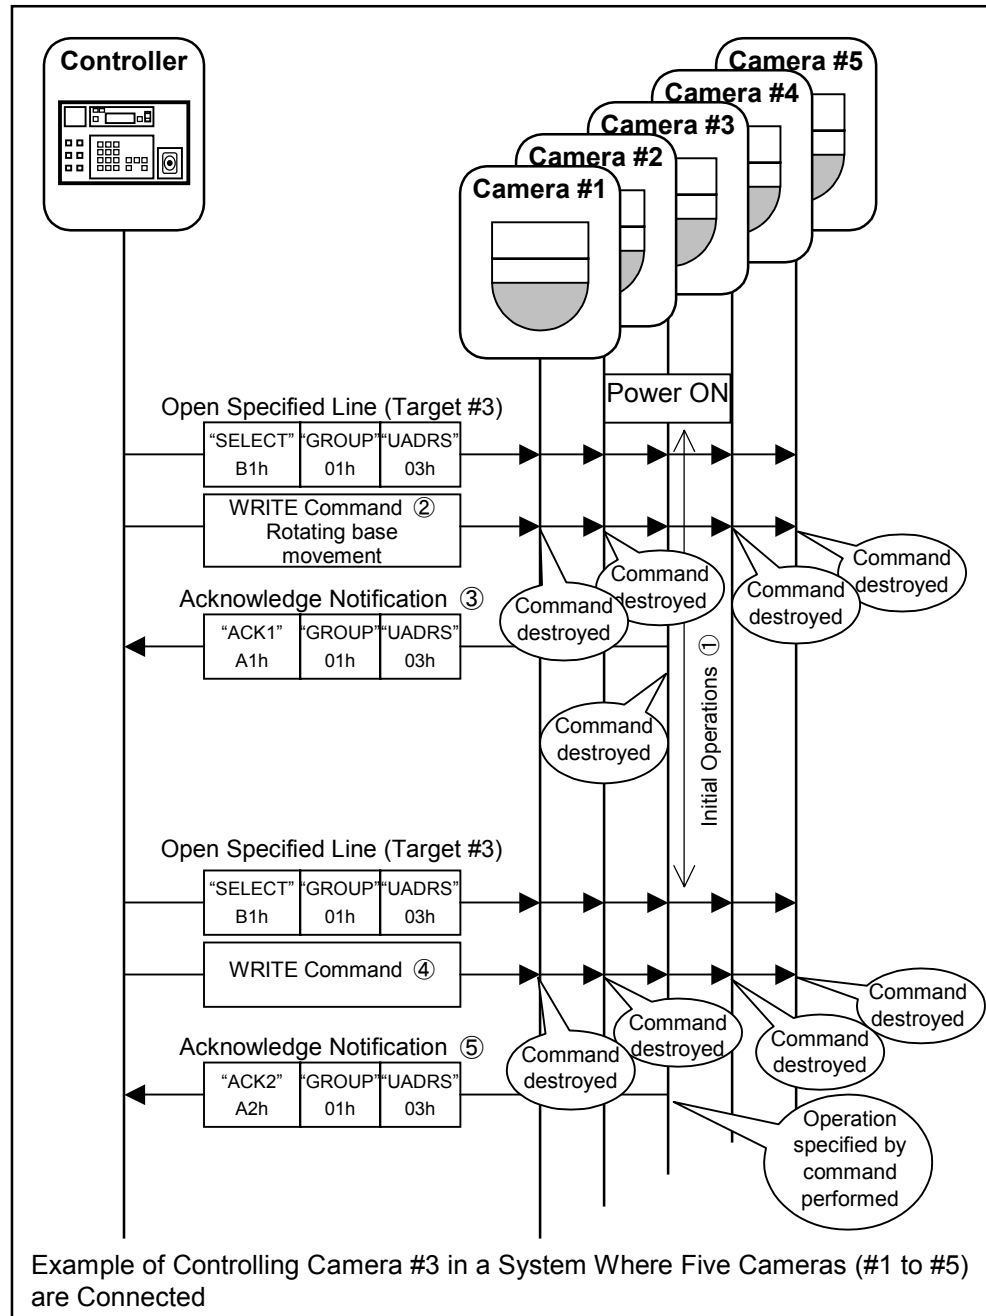 Controller
Camera #5
Camera #4
Camera #3
Camera #2
Camera #1
Power ON
Open Specified Line (Target #3)
“SELECT” “GROUP” “UADRS”
B1h 01h 03h
WRITE Command ②
Rotating base
movement
Command
destroyed
Command
destroyed
Command
destroyed
Command
destroyed
Acknowledge Notification ③
“ACK1” “GROUP” “UADRS”
A1h 01h 03h
Command
destroyed
Initial Operations ①
Open Specified Line (Target #3)
“SELECT” “GROUP” “UADRS”
B1h 01h 03h
WRITE Command ④
Command
destroyed
Command
destroyed
Command
destroyed
Command
destroyed
Acknowledge Notification ⑤
“ACK2” “GROUP” “UADRS”
A2h 01h 03h
Operation
specified by
command
performed
Example of Controlling Camera #3 in a System Where Five Cameras (#1 to #5)
are Connected